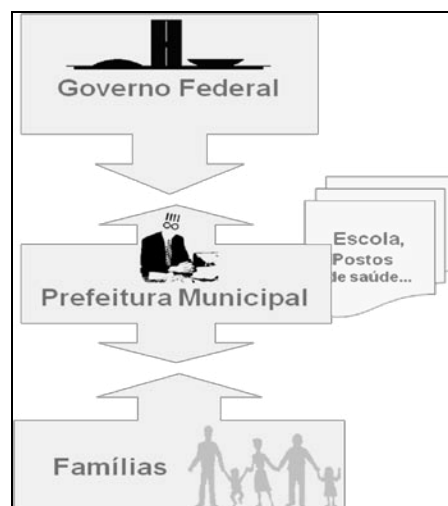 Governo Federal
Escola,
Postos
de saúde...
Prefeitura Municipal
Famílias